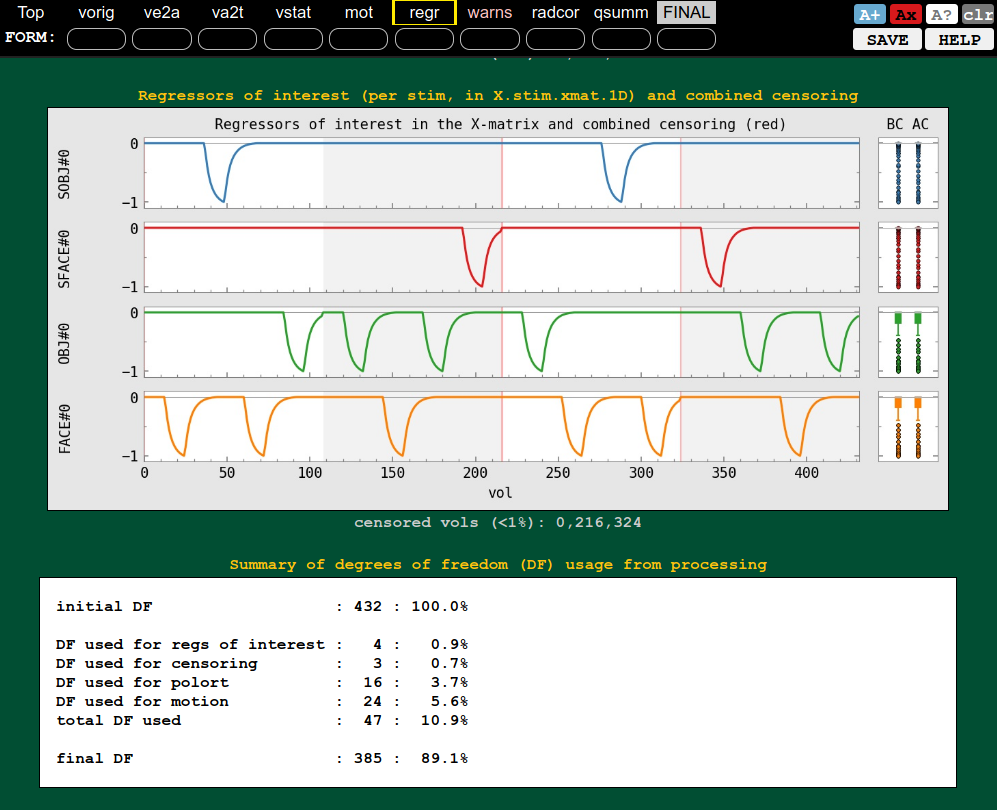 Top vorig ve2a va2t vstat mot regr warns radcor qsumm FINAL A+ Ax A? clr
FORM: SAVE HELP
Regressors of interest (per stim, in X.stim.xmat.1D) and combined censoring
Regressors of interest in the X-matrix and combined censoring (red) BC AC
SOBJ#0
0
−1
SFACE#0
0
−1
OBJ#0
0
−1
FACE#0
0
−1
0 50 100 150 200 250 300 350 400
vol
censored vols (<1%): 0,216,324
Summary of degrees of freedom (DF) usage from processing
initial DF : 432 : 100.0%
DF used for regs of interest : 4 : 0.9%
DF used for censoring : 3 : 0.7%
DF used for polort : 16 : 3.7%
DF used for motion : 24 : 5.6%
total DF used : 47 : 10.9%
final DF : 385 : 89.1%